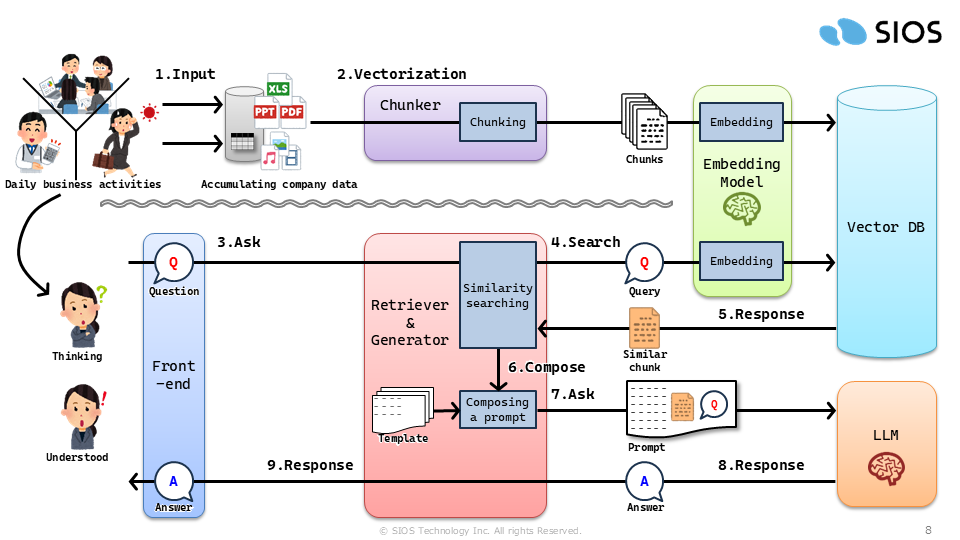 SIOS
1.Input
2.Vectorization
XLS
PPT
PDF
Chunker
Chunking
Chunks
Embedding
Embedding
Model
Daily business activities
Accumulating company data
Vector DB
3.Ask
4.Search
Q
Question
Similarity
searching
Q
Query
Embedding
Retriever
&
Generator
5.Response
Similar
chunk
Thinking
Front
-end
6.Compose
7.Ask
Template
Composing
a prompt
Q
Prompt
LLM
Understood
9.Response
8.Response
A
Answer
A
Answer
© SIOS Technology Inc. All rights Reserved.
8